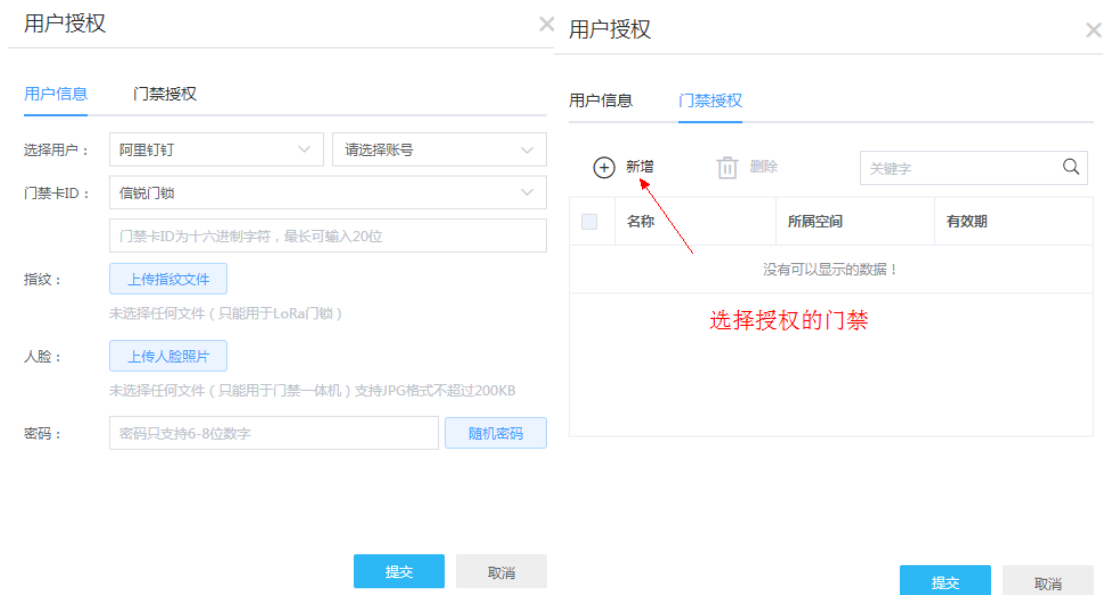 用户授权
用户信息 门禁授权
选择用户： 阿里钉钉 请选择账号
门禁卡ID： 信锐门锁
门禁卡ID为十六进制字符，最长可输入20位
指纹： 上传指纹文件
未选择任何文件（只能用于LoRa门锁）
人脸： 上传人脸照片
未选择任何文件（只能用于门禁一体机）支持JPG格式不超过200KB
密码： 密码只支持6-8位数字 随机密码
提交 取消
用户授权
用户信息 门禁授权
新增 删除 关键字
名称 所属空间 有效期
没有可以显示的数据！
选择授权的门禁
提交 取消